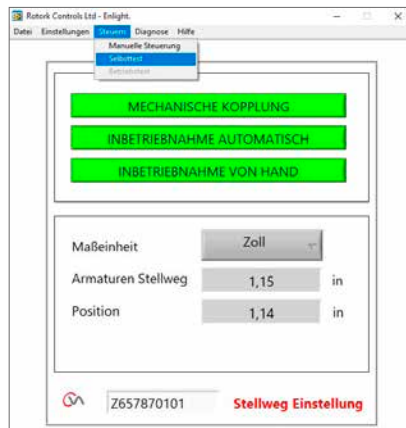 Rotork Controls Ltd - Enlight.
Datei Einstellungen Steuern Diagnose Hilfe
Manuelle Steuerung
Selbsttest
Betriebstest
MECHANISCHE KOPPLUNG
INBETRIEBNAHME AUTOMATISCH
INBETRIEBNAHME VON HAND
Maßeinheit Zoll
Armaturen Stellweg 1,15 in
Position 1,14 in
Z657870101 Stellweg Einstellung